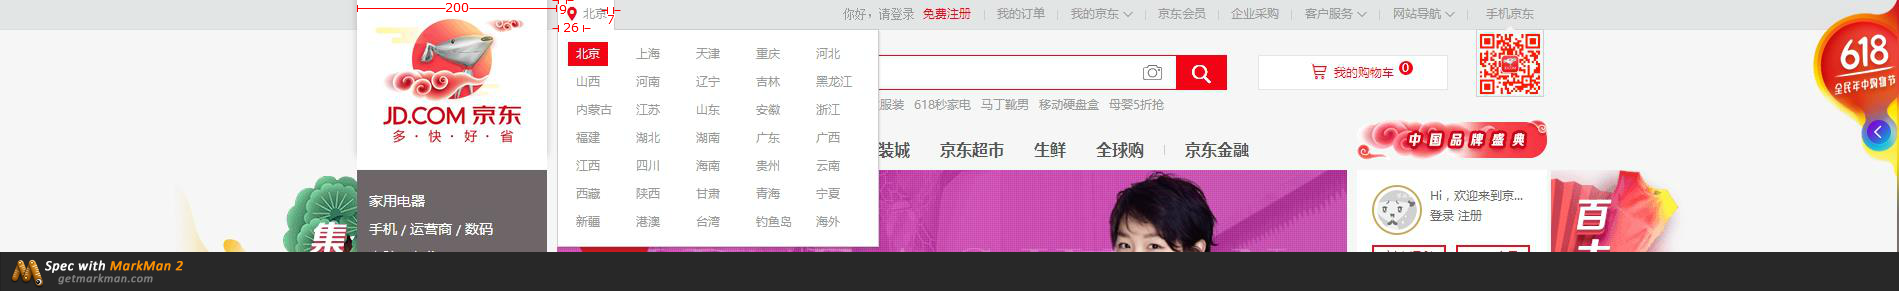 200 9 北京 7 你好，请登录 免费注册 我的订单 我的京东 京东会员 企业采购 客户服务 网站导航 手机京东
26
北京 上海 天津 重庆 河北
山西 河南 辽宁 吉林 黑龙江
内蒙古 江苏 山东 安徽 浙江
福建 湖北 湖南 广东 广西
江西 四川 海南 贵州 云南
西藏 陕西 甘肃 青海 宁夏
新疆 港澳 台湾 钓鱼岛 海外
JD.COM 京东
多·快·好·省
我的购物车 0
服装 618秒家电 马丁靴男 移动硬盘盒 母婴5折抢
618
全民年中购物节
装城 京东超市 生鲜 全球购 京东金融
中国品牌盛典
家用电器
手机 / 运营商 / 数码
集
Hi，欢迎来到京...
登录 注册
百
Spec with MarkMan 2
getmarkman.com